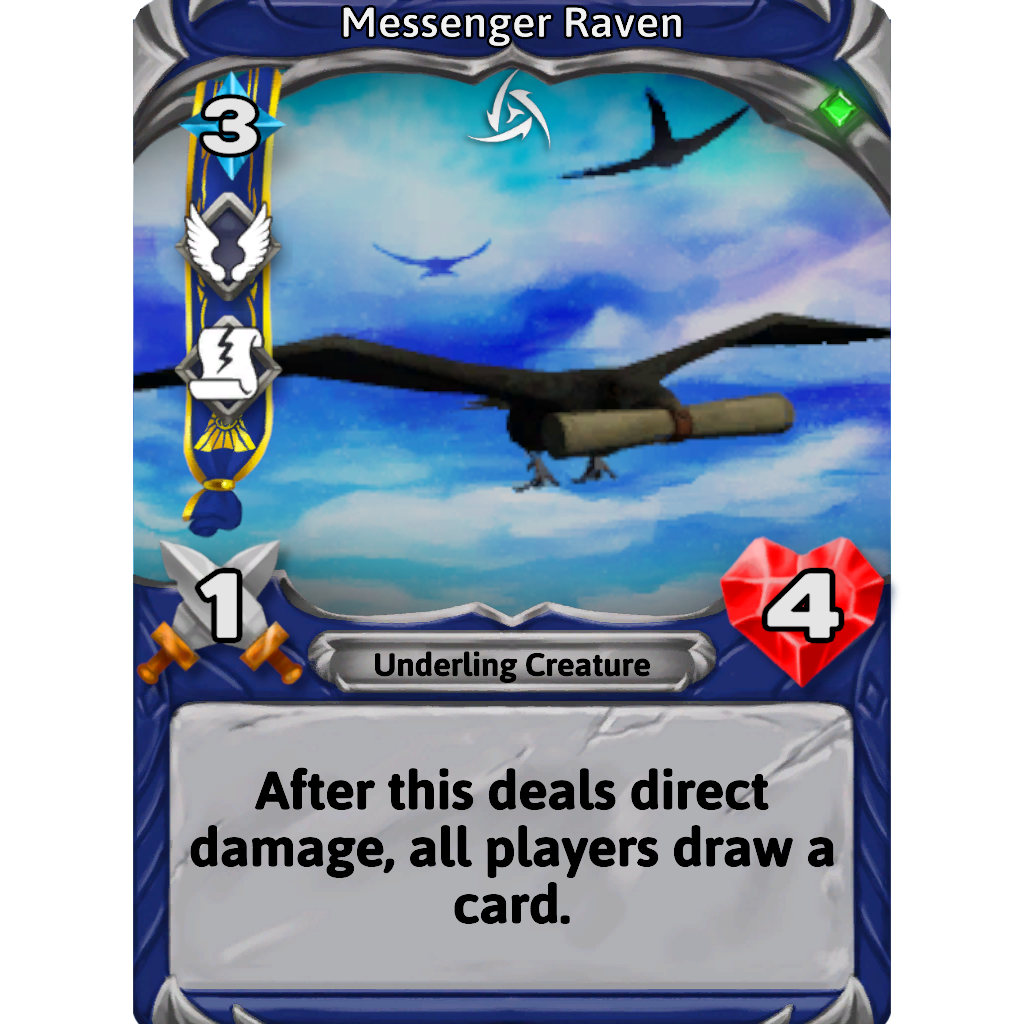 Messenger Raven
3
1
4
Underling Creature
After this deals direct
damage, all players draw a
card.